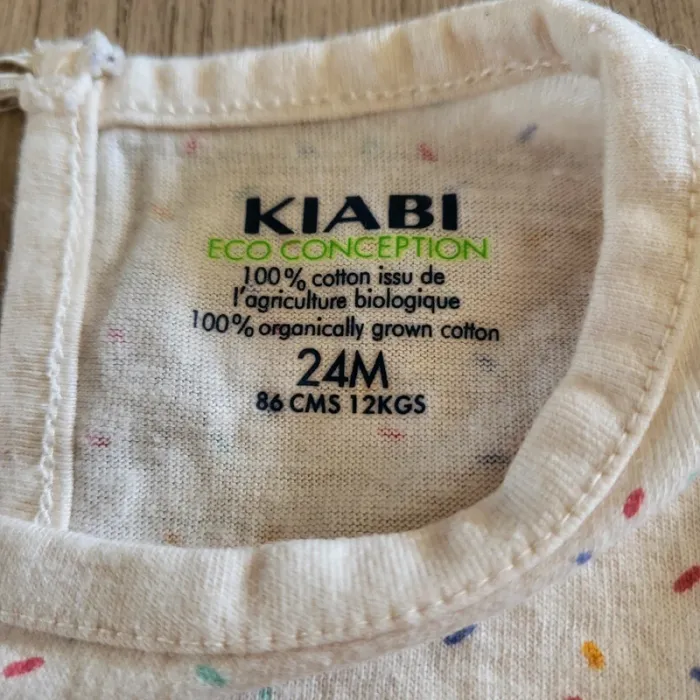 KIABI
ECO CONCEPTION
100% cotton issu de
l'agriculture biologique
100% organically grown cotton
24M
86 CMS 12KGS